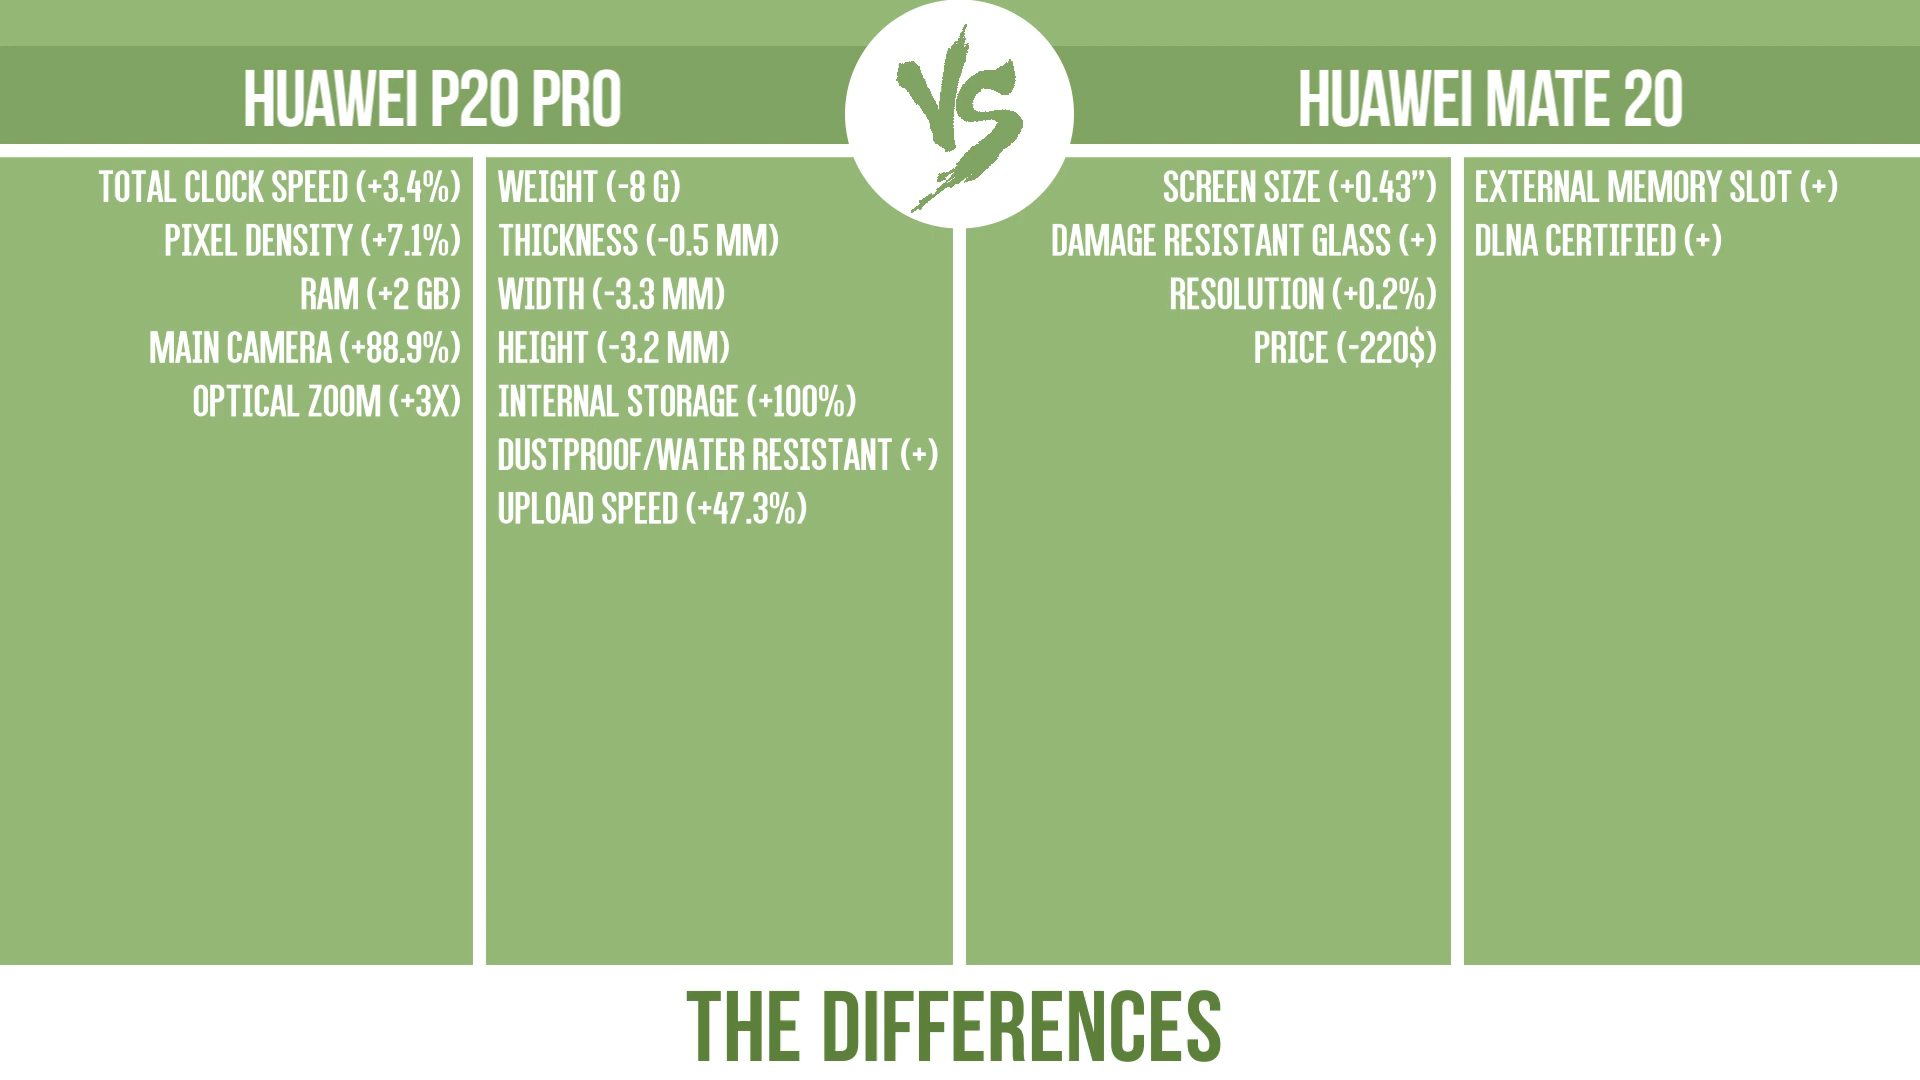 HUAWEI P20 PRO
VS
HUAWEI MATE 20
TOTAL CLOCK SPEED (+3.4%)
PIXEL DENSITY (+7.1%)
RAM (+2 GB)
MAIN CAMERA (+88.9%)
OPTICAL ZOOM (+3X)
WEIGHT (-8 G)
THICKNESS (-0.5 MM)
WIDTH (-3.3 MM)
HEIGHT (-3.2 MM)
INTERNAL STORAGE (+100%)
DUSTPROOF/WATER RESISTANT (+)
UPLOAD SPEED (+47.3%)
SCREEN SIZE (+0.43”)
DAMAGE RESISTANT GLASS (+)
RESOLUTION (+0.2%)
PRICE (-220$)
EXTERNAL MEMORY SLOT (+)
DLNA CERTIFIED (+)
THE DIFFERENCES